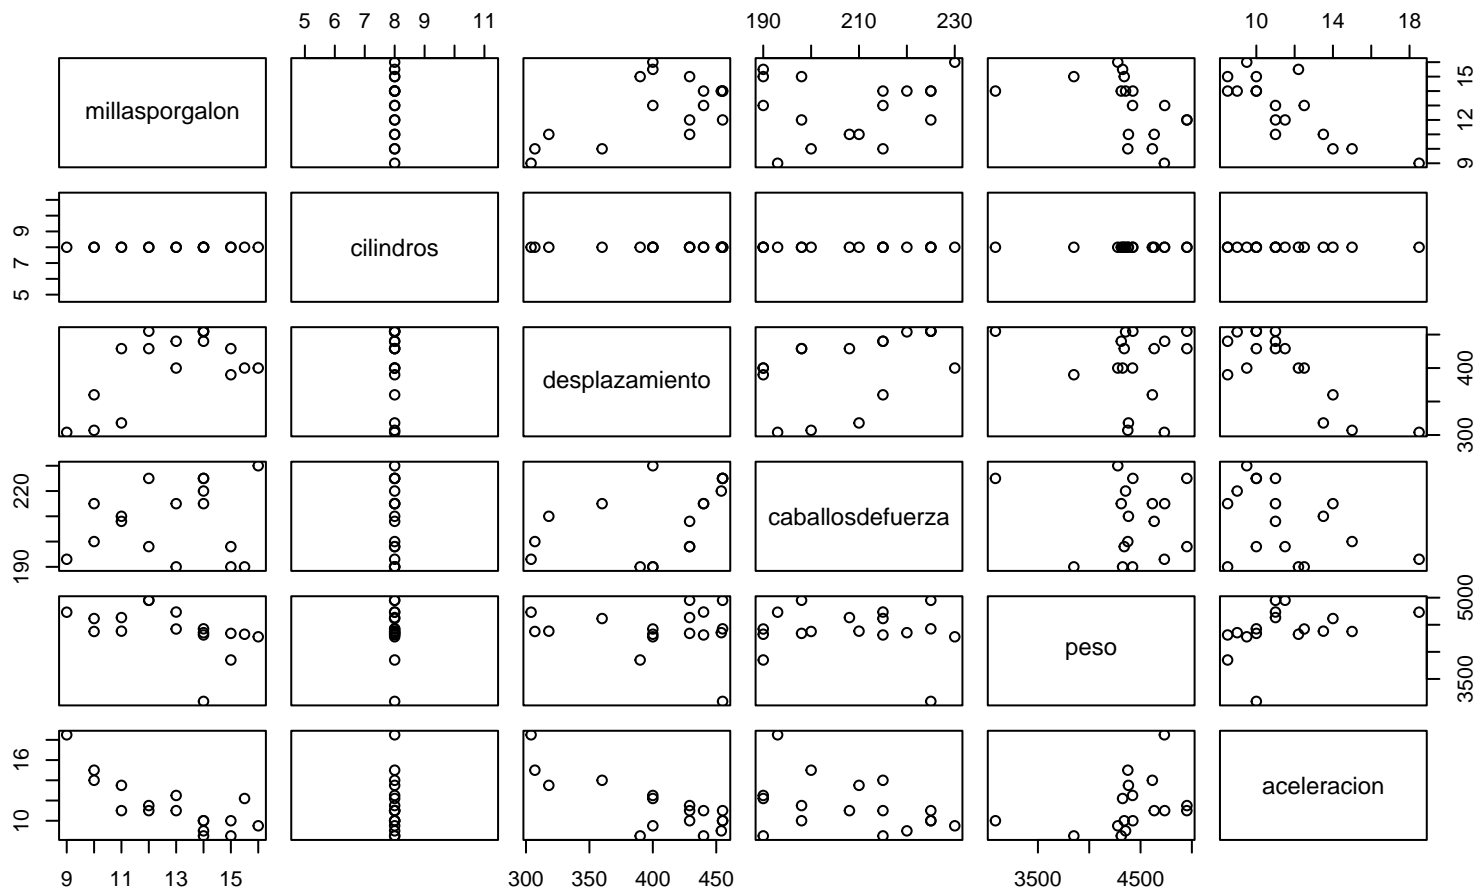 5 6 7 8 9 11 190 210 230 10 14 18
millasporgalon 9 12 15
5 7 9 cilindros
desplazamiento 300 400
190 220 caballosdefuerza
peso 3500 5000
10 16 aceleracion
9 11 13 15 300 350 400 450 3500 4500